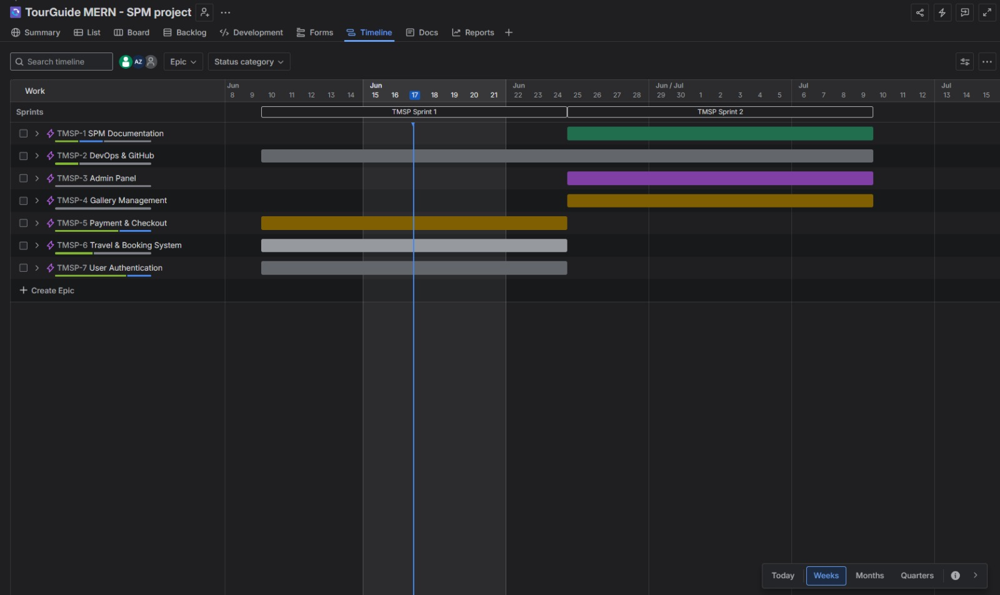 TourGuide MERN - SPM project
Summary List Board Backlog Development Forms Timeline Docs Reports
Search timeline AZ Epic Status category
Work
Jun Jun Jun Jun / Jul Jul Jul
8 9 10 11 12 13 14 15 16 17 18 19 20 21 22 23 24 25 26 27 28 29 30 1 2 3 4 5 6 7 8 9 10 11 12 13 14 15
Sprints TMSP Sprint 1 TMSP Sprint 2
TMSP-1 SPM Documentation
TMSP-2 DevOps & GitHub
TMSP-3 Admin Panel
TMSP-4 Gallery Management
TMSP-5 Payment & Checkout
TMSP-6 Travel & Booking System
TMSP-7 User Authentication
Create Epic
Today Weeks Months Quarters